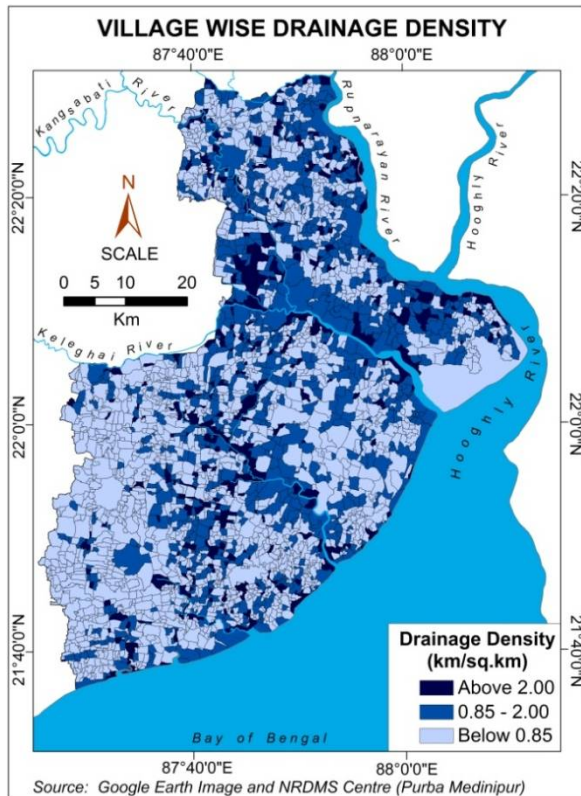 VILLAGE WISE DRAINAGE DENSITY
87°40'0"E
88°0'0"E
Kangsabati River
Rupnarayan River
Hooghly River
22°20'0"N
22°20'0"N
N
SCALE
0 5 10 20
Km
Keleghai River
22°0'0"N
22°0'0"N
Hooghly River
21°40'0"N
21°40'0"N
Drainage Density
(km/sq.km)
Above 2.00
0.85 - 2.00
Below 0.85
Bay of Bengal
87°40'0"E
88°0'0"E
Source: Google Earth Image and NRDMS Centre (Purba Medinipur)